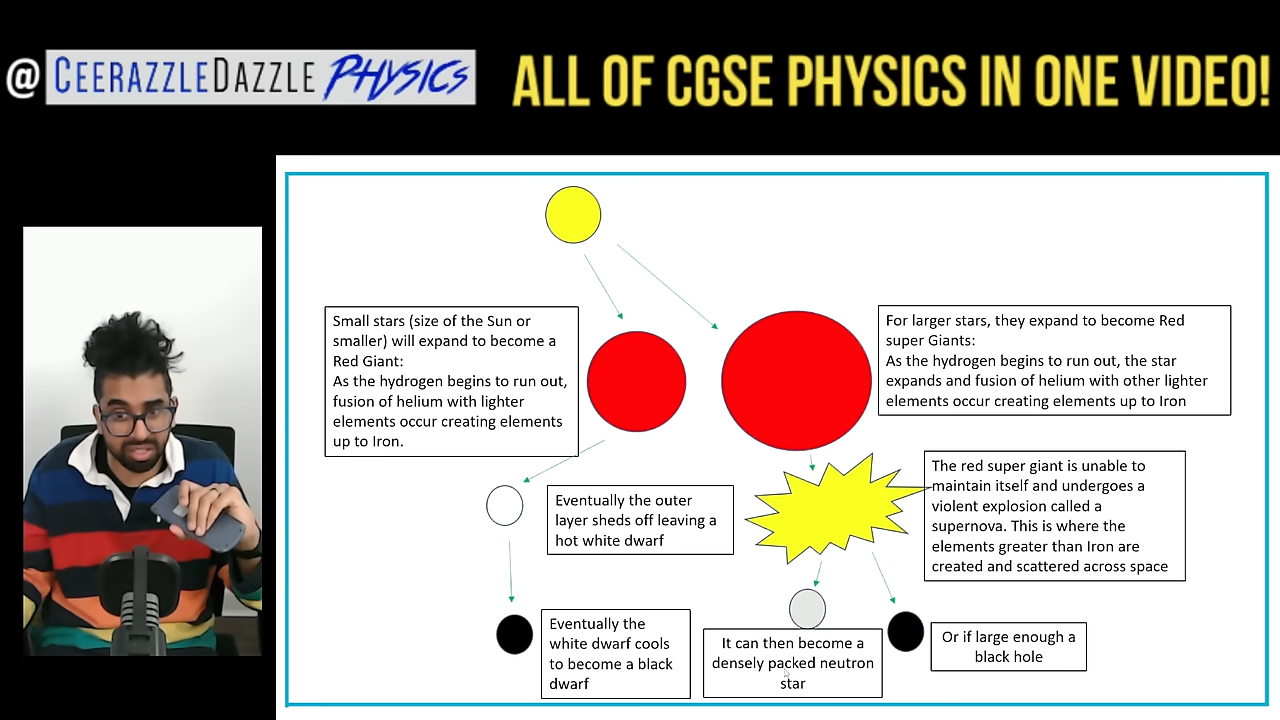 @ CEERAZZLEDAZZLE PHYSICS
ALL OF CGSE PHYSICS IN ONE VIDEO!
Small stars (size of the Sun or
smaller) will expand to become a
Red Giant:
As the hydrogen begins to run out,
fusion of helium with lighter
elements occur creating elements
up to Iron.
For larger stars, they expand to become Red
super Giants:
As the hydrogen begins to run out, the star
expands and fusion of helium with other lighter
elements occur creating elements up to Iron
Eventually the outer
layer sheds off leaving a
hot white dwarf
The red super giant is unable to
maintain itself and undergoes a
violent explosion called a
supernova. This is where the
elements greater than Iron are
created and scattered across space
Eventually the
white dwarf cools
to become a black
dwarf
It can then become a
densely packed neutron
star
Or if large enough a
black hole